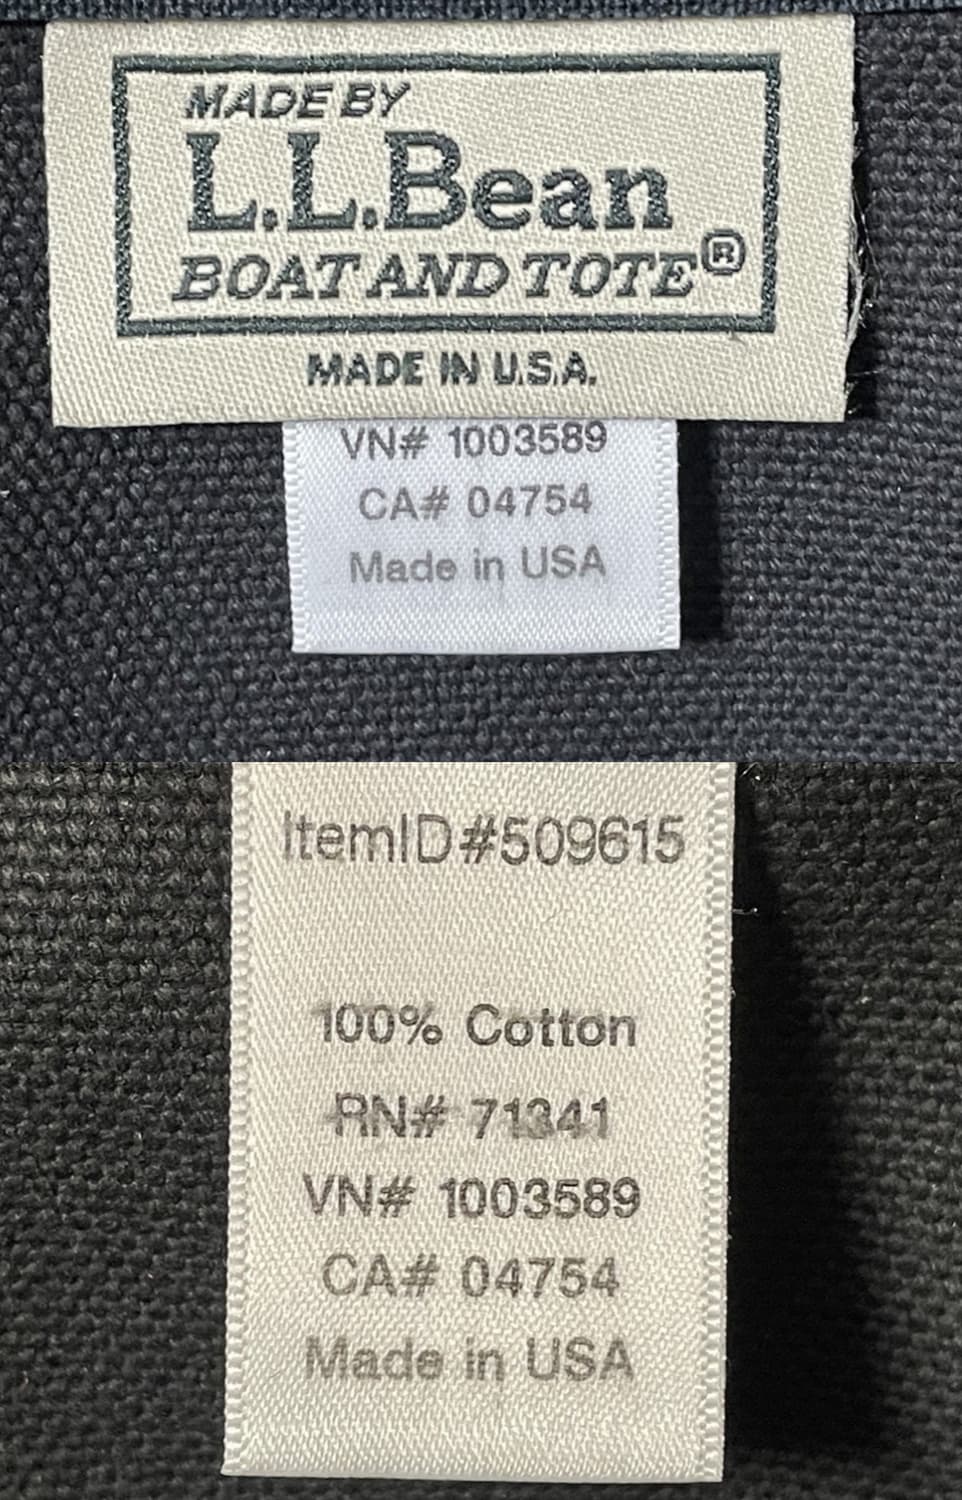 MADE BY
L.L.Bean
BOAT AND TOTE®
MADE IN U.S.A.
VN# 1003589
CA# 04754
Made in USA
ItemID#509615
100% Cotton
RN# 71341
VN# 1003589
CA# 04754
Made in USA